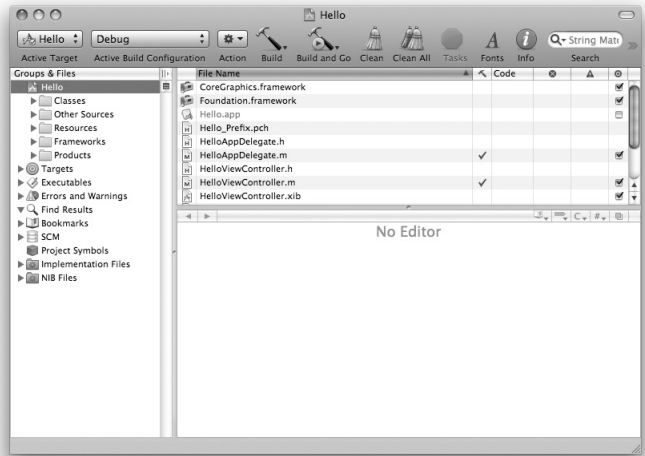 Hello
Hello Debug String Matc
Active Target Active Build Configuration Action Build Build and Go Clean Clean All Tasks Fonts Info Search
Groups & Files File Name Code
Hello
Classes
Other Sources
Resources
Frameworks
Products
Targets
Executables
Errors and Warnings
Find Results
Bookmarks
SCM
Project Symbols
Implementation Files
NIB Files
CoreGraphics.framework
Foundation.framework
Hello.app
Hello_Prefix.pch
HelloAppDelegate.h
HelloAppDelegate.m
HelloViewController.h
HelloViewController.m
HelloViewController.xib
C #
No Editor